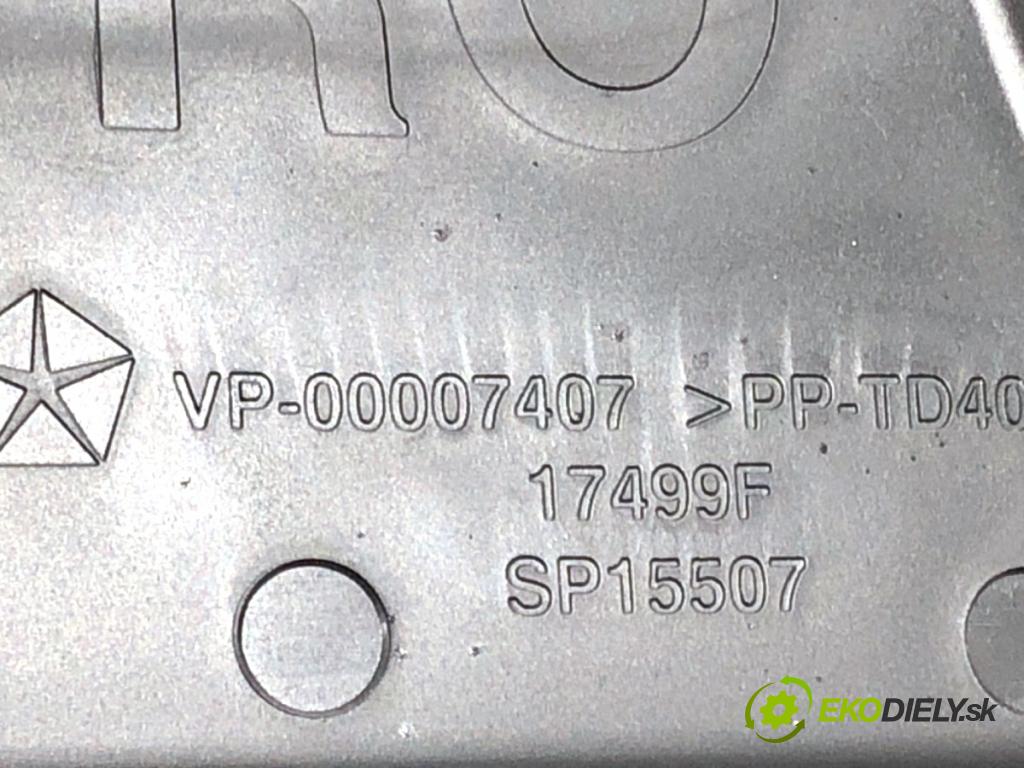 VP-00007407 >PP-TD40
17499F
SP15507
EKODIELY.sk